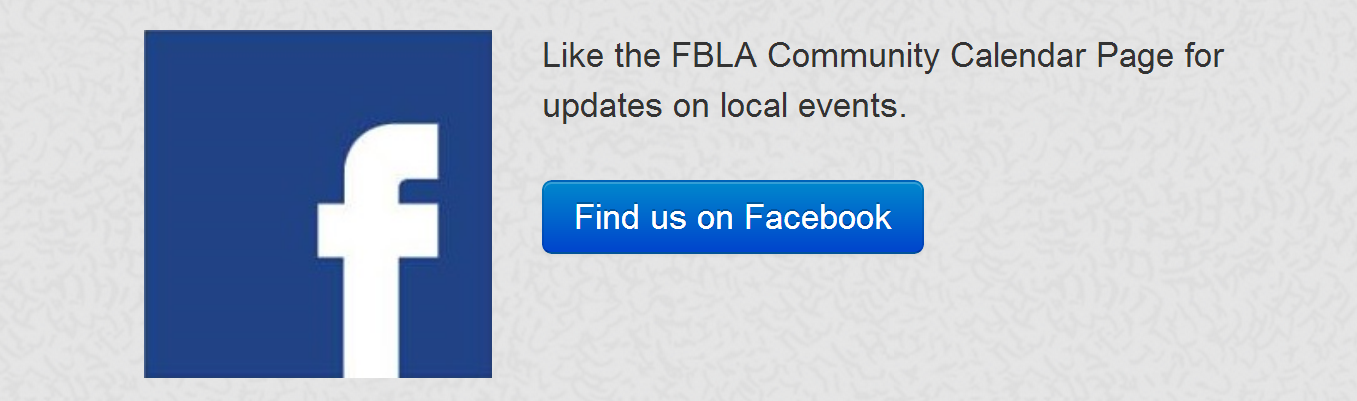 Like the FBLA Community Calendar Page for
updates on local events.
Find us on Facebook